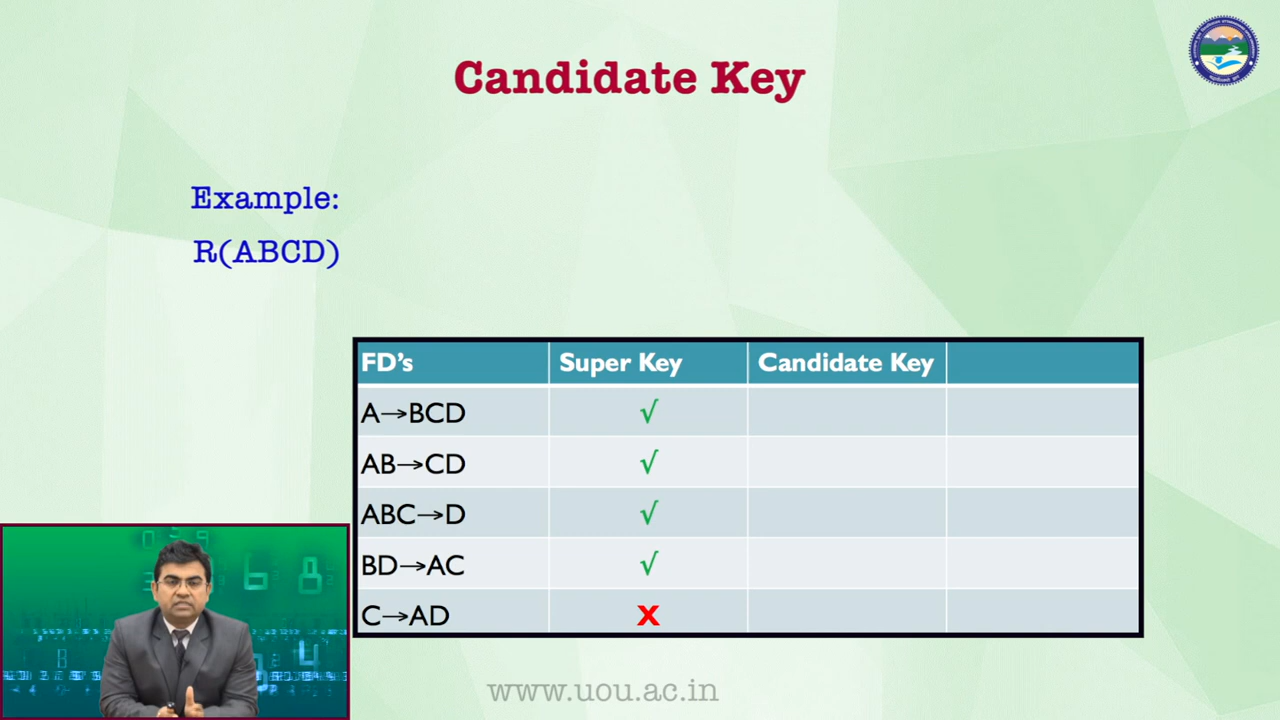 Candidate Key
Example:
R(ABCD)
FD's Super Key Candidate Key
A→BCD √
AB→CD √
ABC→D √
BD→AC √
C→AD X
www.uou.ac.in